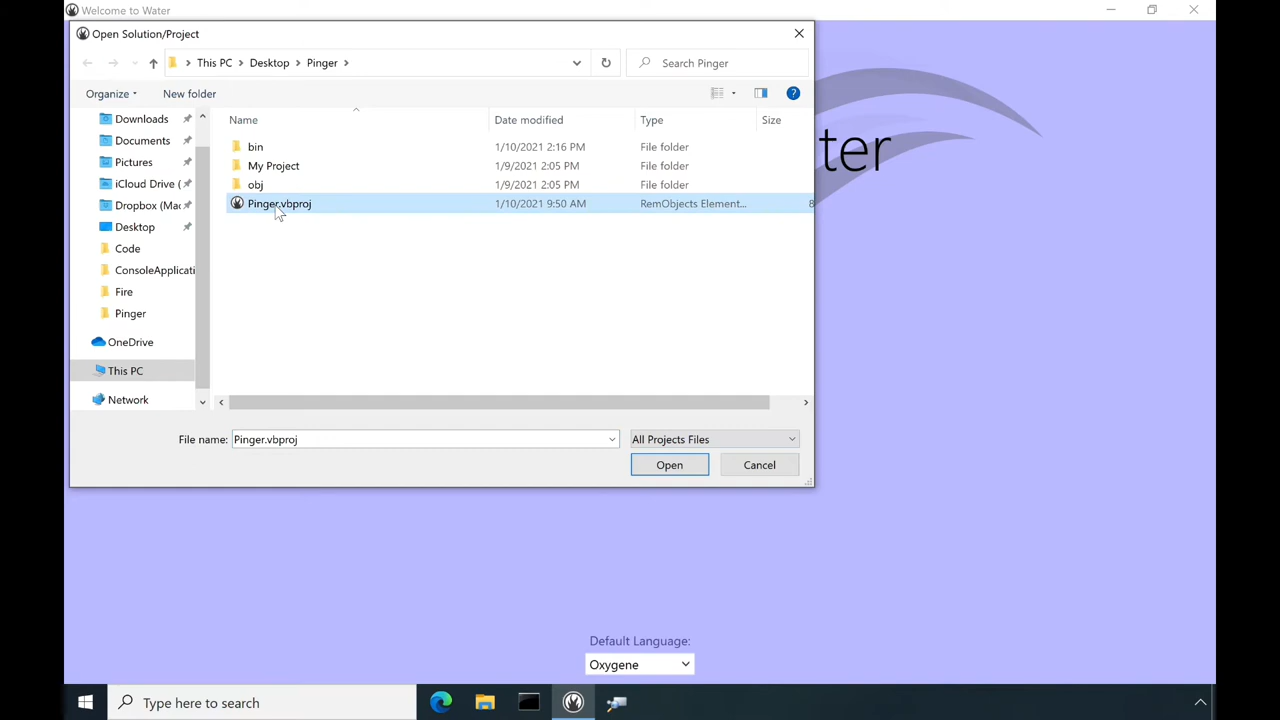 Welcome to Water
Open Solution/Project
This PC
Desktop
Pinger
Search Pinger
Organize
New folder
Name
Date modified
Type
Size
Downloads
Documents
Pictures
iCloud Drive (
Dropbox (Mac
Desktop
Code
ConsoleApplicati
Fire
Pinger
OneDrive
This PC
Network
bin 1/10/2021 2:16 PM File folder
My Project 1/9/2021 2:05 PM File folder
obj 1/9/2021 2:05 PM File folder
Pinger.vbproj 1/10/2021 9:50 AM RemObjects Element... 8
ter
File name: Pinger.vbproj
All Projects Files
Open
Cancel
Default Language:
Oxygene
Type here to search